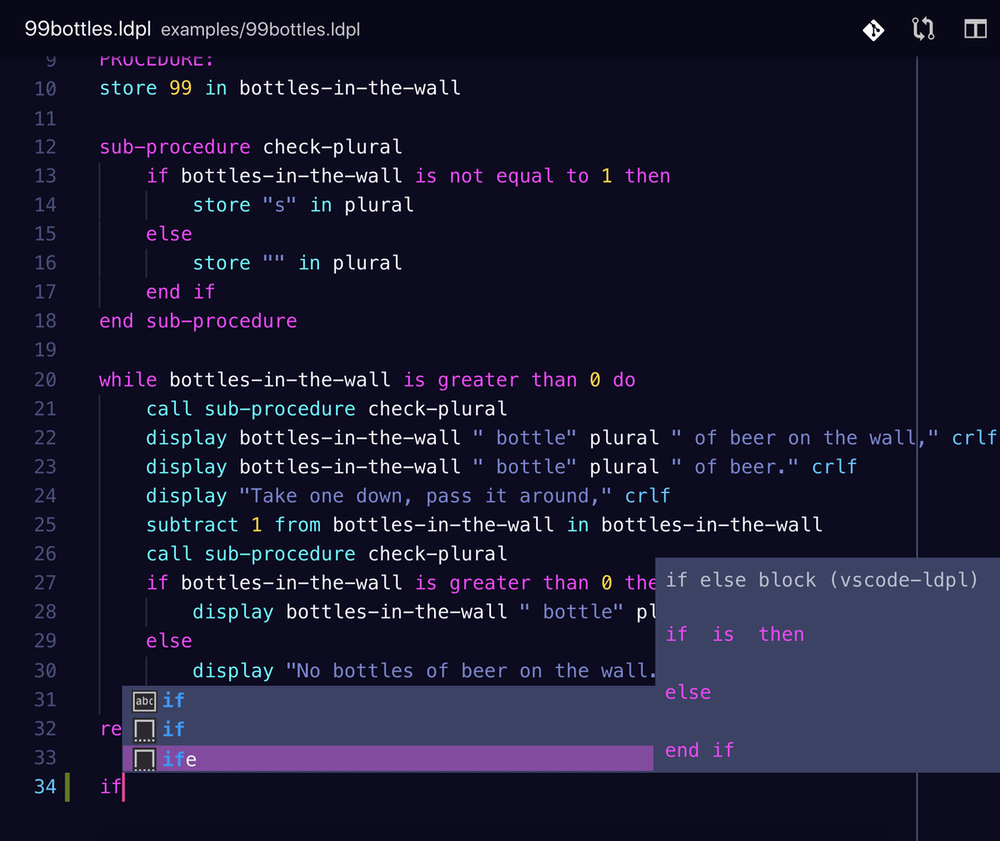 99bottles.ldpl examples/99bottles.ldpl
9 PROCEDURE:
10 store 99 in bottles-in-the-wall
11
12 sub-procedure check-plural
13 if bottles-in-the-wall is not equal to 1 then
14 store "s" in plural
15 else
16 store "" in plural
17 end if
18 end sub-procedure
19
20 while bottles-in-the-wall is greater than 0 do
21 call sub-procedure check-plural
22 display bottles-in-the-wall " bottle" plural " of beer on the wall," crlf
23 display bottles-in-the-wall " bottle" plural " of beer." crlf
24 display "Take one down, pass it around," crlf
25 subtract 1 from bottles-in-the-wall in bottles-in-the-wall
26 call sub-procedure check-plural
27 if bottles-in-the-wall is greater than 0 the
28 display bottles-in-the-wall " bottle" pl
29 else
30 display "No bottles of beer on the wall.
31
32 re
33
34 if
abc if
if
ife
if else block (vscode-ldpl)
if is then
else
end if